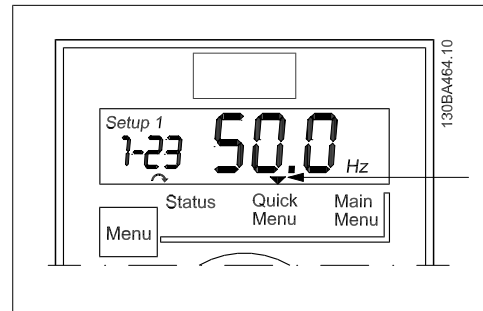 Setup 1
1-23
50.0
Hz
Status
Quick Menu
Main Menu
Menu
130BA464.10